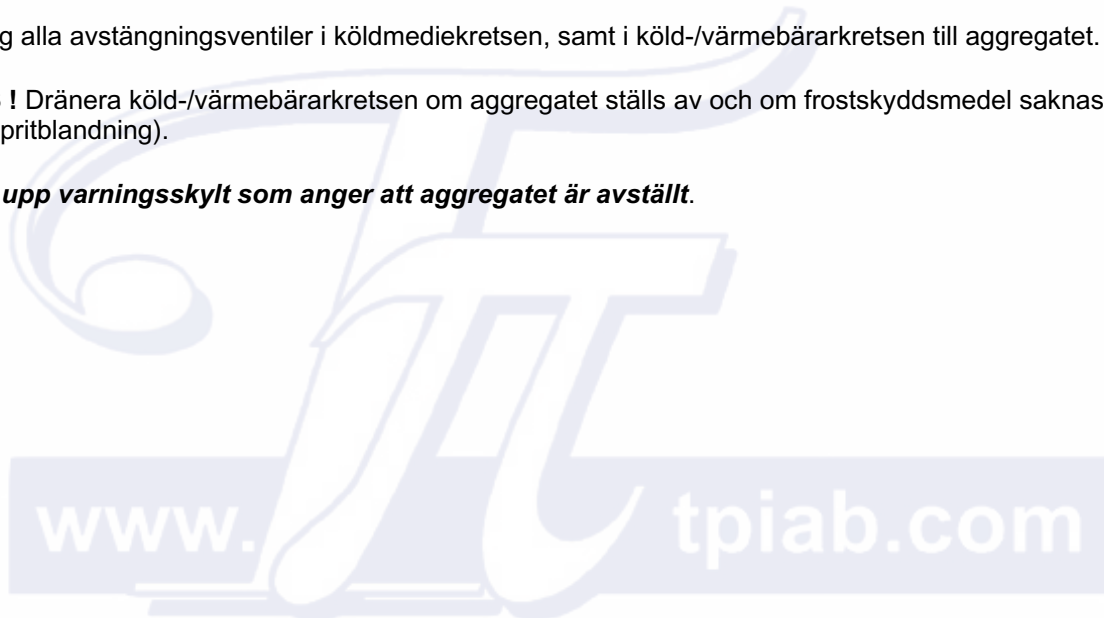 g alla avstängningsventiler i köldmediekretsen, samt i köld-/värmebärarkretsen till aggregatet.
! Dränera köld-/värmebärarkretsen om aggregatet ställs av och om frostskyddsmedel saknas
pritblandning).
upp varningsskylt som anger att aggregatet är avställt.
www. tpiab.com